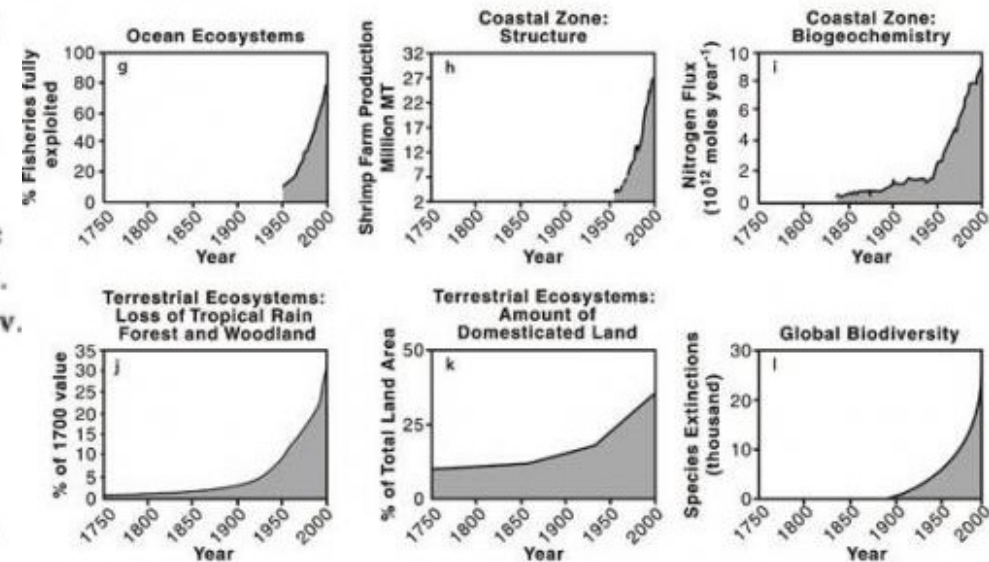 Ocean Ecosystems
g
% Fisheries fully
exploited
100
80
60
40
20
0
1750
1800
1850
1900
1950
2000
Year
Coastal Zone:
Structure
h
Shrimp Farm Production
Million MT
32
27
22
17
12
7
2
1750
1800
1850
1900
1950
2000
Year
Coastal Zone:
Biogeochemistry
i
Nitrogen Flux
(10¹² moles year⁻¹)
10
8
6
4
2
0
1750
1800
1850
1900
1950
2000
Year
v.
Terrestrial Ecosystems:
Loss of Tropical Rain
Forest and Woodland
j
% of 1700 value
35
30
25
20
15
10
5
0
1750
1800
1850
1900
1950
2000
Year
Terrestrial Ecosystems:
Amount of
Domesticated Land
k
% of Total Land Area
50
25
0
1750
1800
1850
1900
1950
2000
Year
Global Biodiversity
l
Species Extinctions
(thousand)
30
20
10
0
1750
1800
1850
1900
1950
2000
Year